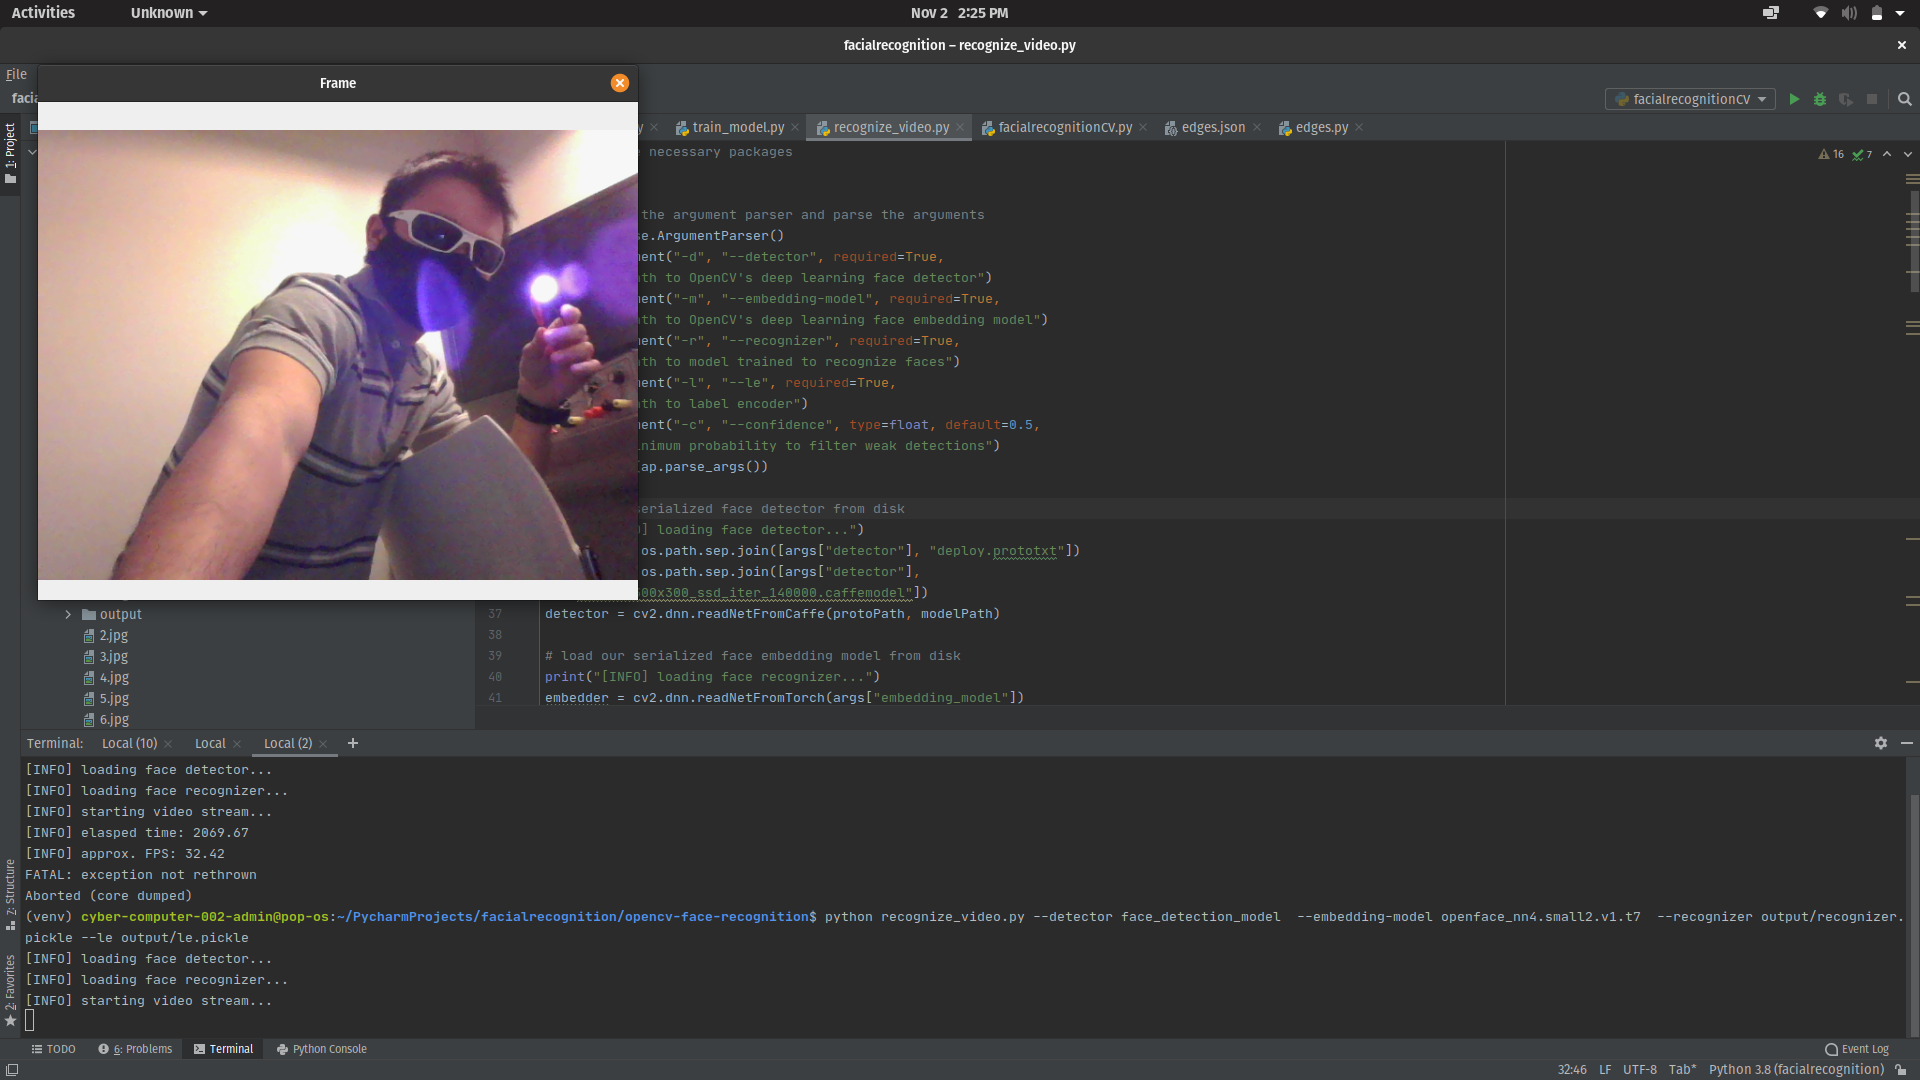 Activities
Unknown
Nov 2 2:25 PM
facialrecognition – recognize_video.py
File
Frame
facialrecognitionCV
1: Project
train_model.py
recognize_video.py
facialrecognitionCV.py
edges.json
edges.py
16
7
necessary packages
the argument parser and parse the arguments
.ArgumentParser()
("-d", "--detector", required=True,
to OpenCV's deep learning face detector")
("-m", "--embedding-model", required=True,
to OpenCV's deep learning face embedding model")
("-r", "--recognizer", required=True,
to model trained to recognize faces")
("-l", "--le", required=True,
to label encoder")
("-c", "--confidence", type=float, default=0.5,
probability to filter weak detections")
(ap.parse_args())
serialized face detector from disk
] loading face detector...")
os.path.sep.join([args["detector"], "deploy.prototxt"])
os.path.sep.join([args["detector"],
00x300_ssd_iter_140000.caffemodel"])
37 detector = cv2.dnn.readNetFromCaffe(protoPath, modelPath)
38
39 # load our serialized face embedding model from disk
40 print("[INFO] loading face recognizer...")
41 embedder = cv2.dnn.readNetFromTorch(args["embedding_model"])
output
2.jpg
3.jpg
4.jpg
5.jpg
6.jpg
Terminal: Local (10) Local Local (2)
[INFO] loading face detector...
[INFO] loading face recognizer...
[INFO] starting video stream...
[INFO] elasped time: 2069.67
[INFO] approx. FPS: 32.42
FATAL: exception not rethrown
Aborted (core dumped)
(venv) cyber-computer-002-admin@pop-os:~/PycharmProjects/facialrecognition/opencv-face-recognition$ python recognize_video.py --detector face_detection_model  --embedding-model openface_nn4.small2.v1.t7  --recognizer output/recognizer.
pickle --le output/le.pickle
[INFO] loading face detector...
[INFO] loading face recognizer...
[INFO] starting video stream...
7: Structure
2: Favorites
TODO
6: Problems
Terminal
Python Console
Event Log
32:46 LF UTF-8 Tab* Python 3.8 (facialrecognition)